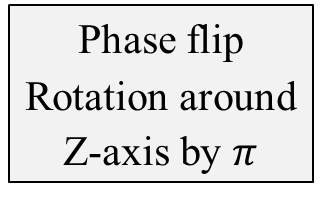 Phase flip
Rotation around
Z-axis by π